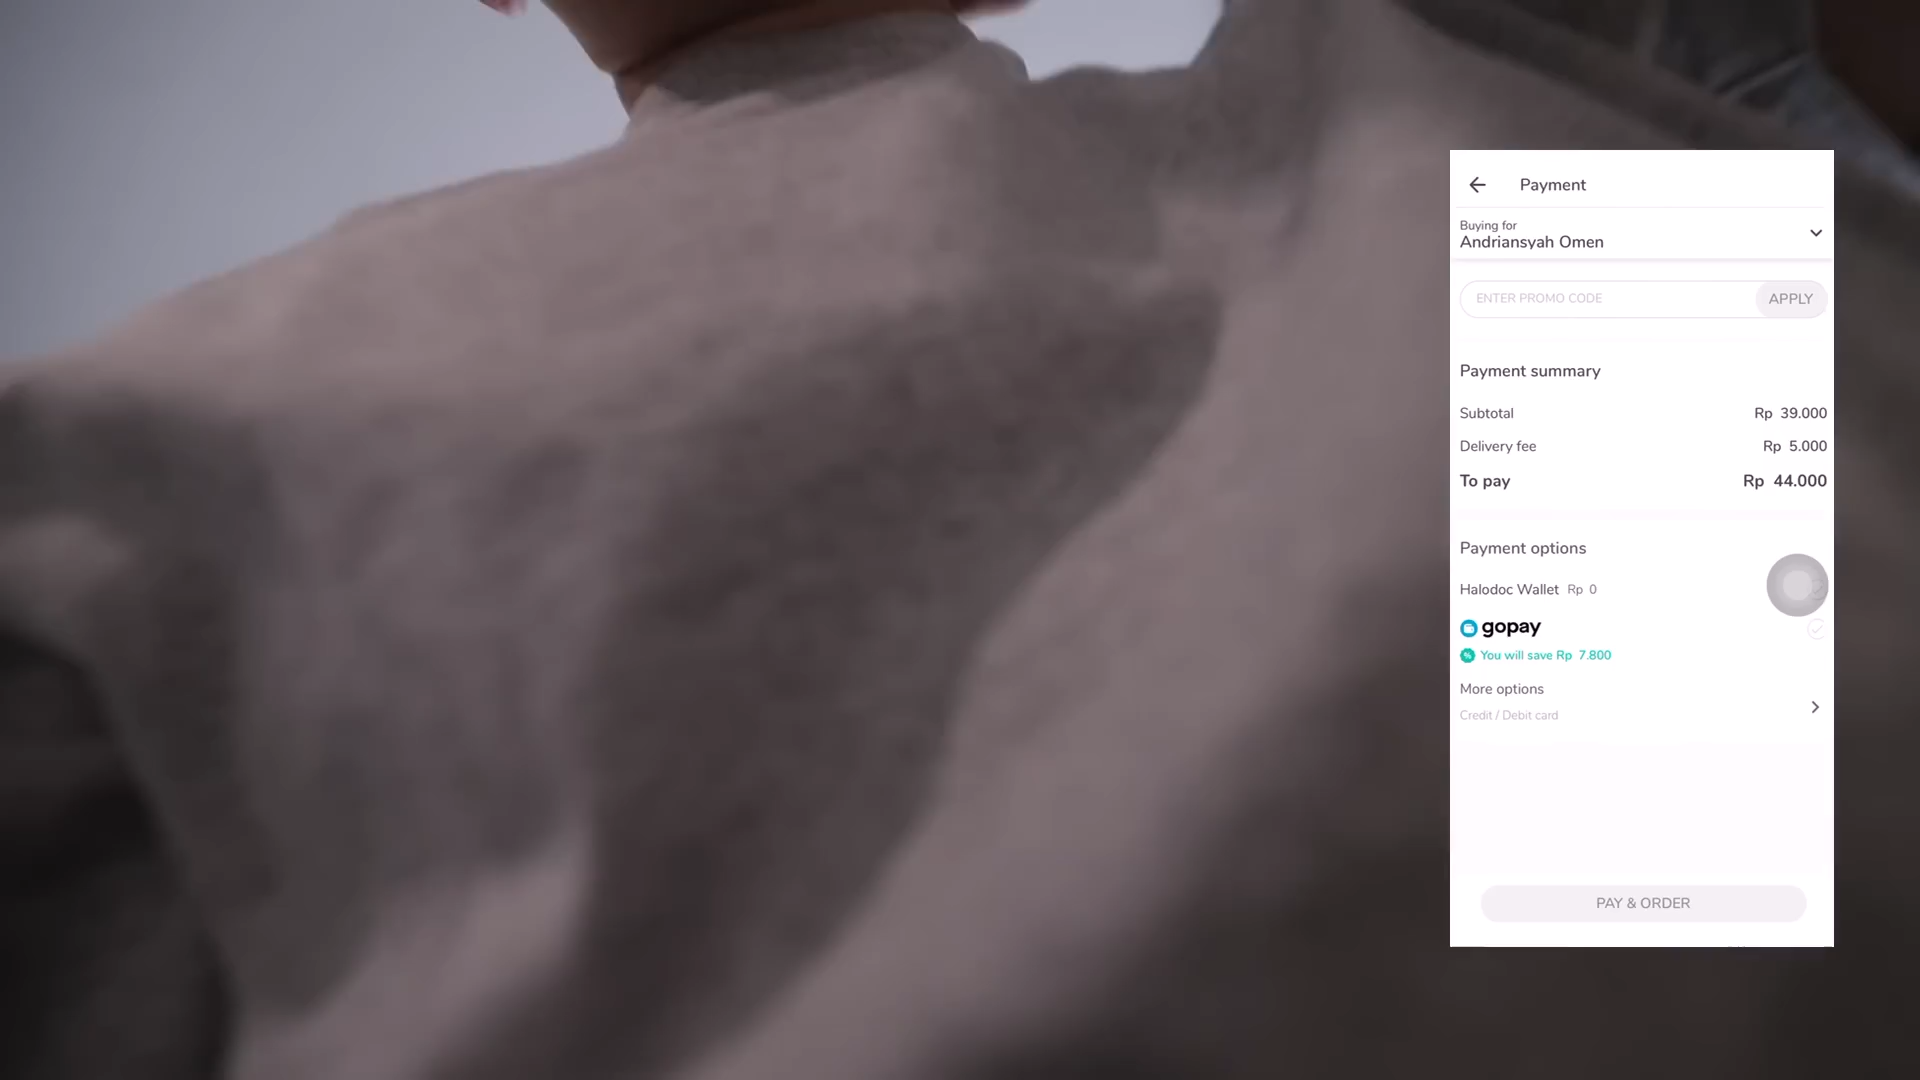 Payment
Buying for
Andriansyah Omen
ENTER PROMO CODE
APPLY
Payment summary
Subtotal Rp 39.000
Delivery fee Rp 5.000
To pay Rp 44.000
Payment options
Halodoc Wallet Rp 0
gopay
% You will save Rp 7.800
More options
Credit / Debit card
PAY & ORDER